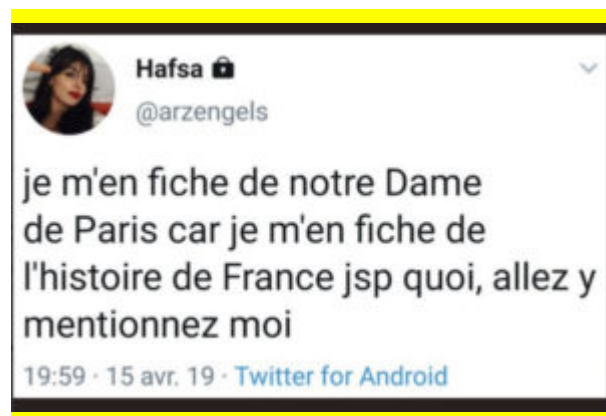 Hafsa
@arzengels
je m'en fiche de notre Dame
de Paris car je m'en fiche de
l'histoire de France jsp quoi, allez y
mentionnez moi
19:59 · 15 avr. 19 · Twitter for Android